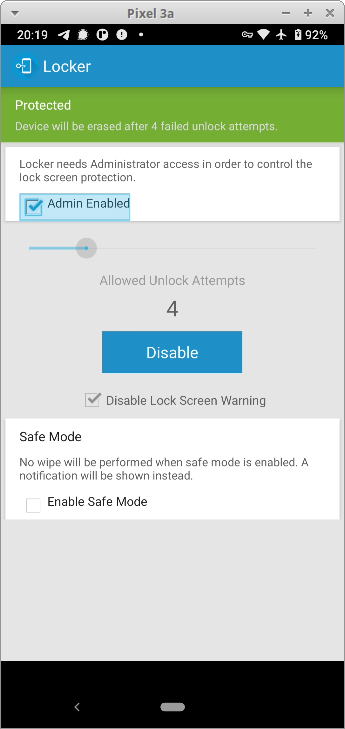 Pixel 3a
20:19
92%
Locker
Protected
Device will be erased after 4 failed unlock attempts.
Locker needs Administrator access in order to control the
lock screen protection.
Admin Enabled
Allowed Unlock Attempts
4
Disable
Disable Lock Screen Warning
Safe Mode
No wipe will be performed when safe mode is enabled. A
notification will be shown instead.
Enable Safe Mode